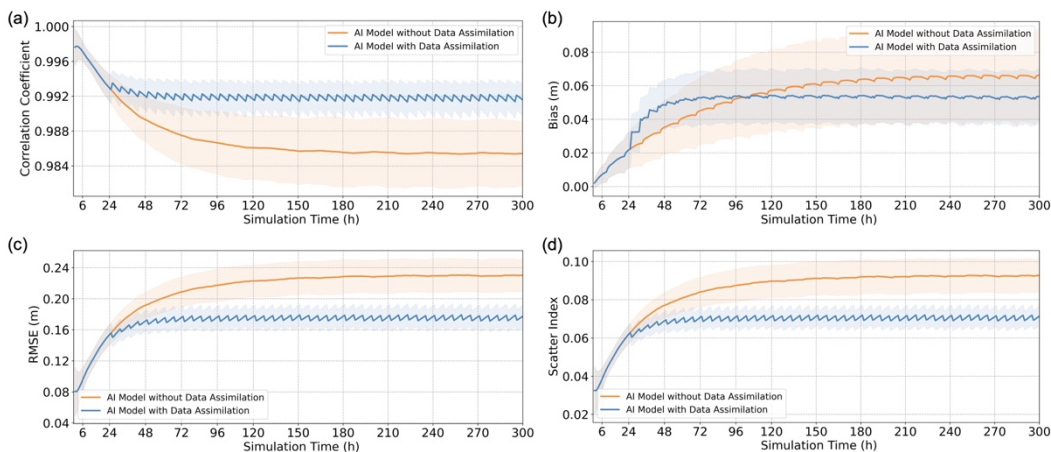 (a)
1.000
0.996
0.992
0.988
0.984
Correlation Coefficient
AI Model without Data Assimilation
AI Model with Data Assimilation
6 24 48 72 96 120 150 180 210 240 270 300
Simulation Time (h)
(b)
0.08
0.06
0.04
0.02
0.00
Bias (m)
AI Model without Data Assimilation
AI Model with Data Assimilation
6 24 48 72 96 120 150 180 210 240 270 300
Simulation Time (h)
(c)
0.24
0.20
0.16
0.12
0.08
0.04
RMSE (m)
AI Model without Data Assimilation
AI Model with Data Assimilation
6 24 48 72 96 120 150 180 210 240 270 300
Simulation Time (h)
(d)
0.10
0.08
0.06
0.04
0.02
Scatter Index
AI Model without Data Assimilation
AI Model with Data Assimilation
6 24 48 72 96 120 150 180 210 240 270 300
Simulation Time (h)